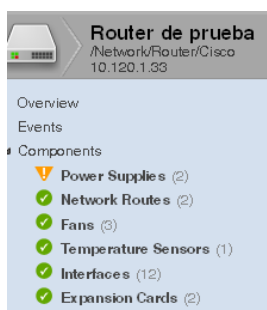 Router de prueba
/Network/Router/Cisco
10.120.1.33
Overview
Events
Components
Power Supplies (2)
Network Routes (2)
Fans (3)
Temperature Sensors (1)
Interfaces (12)
Expansion Cards (2)